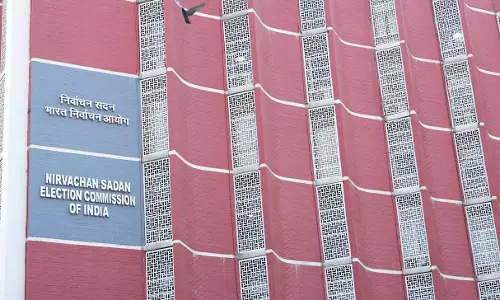 निर्वाचन सदन
भारत निर्वाचन आयोग
NIRVACHAN SADAN
ELECTION COMMISSION
OF INDIA